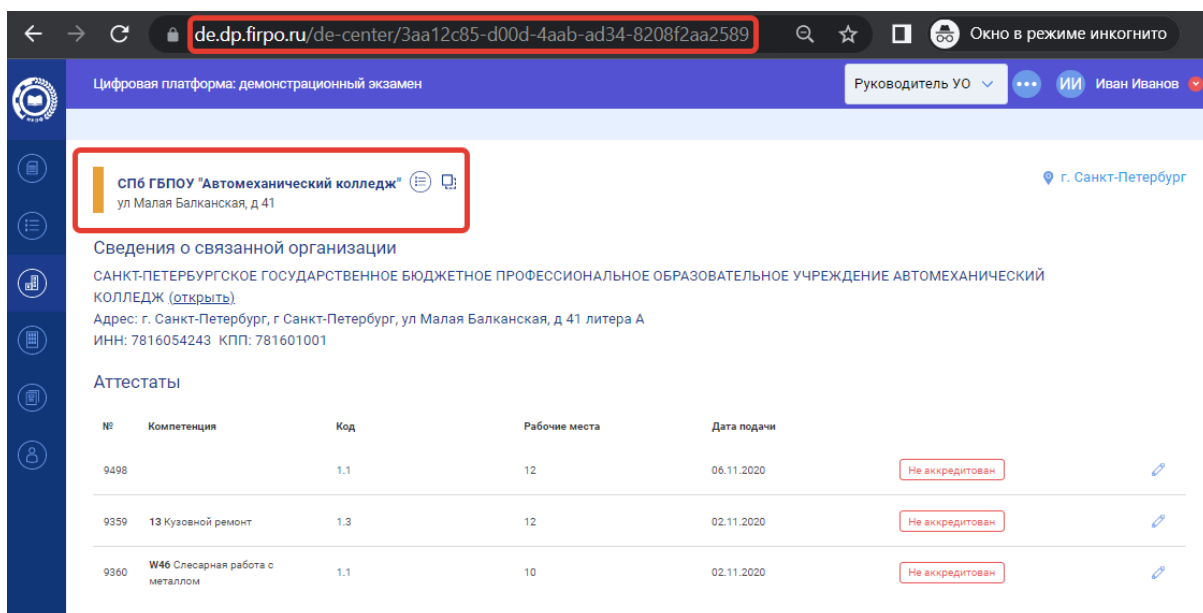 de.dp.firpo.ru/de-center/3aa12c85-d00d-4aab-ad34-8208f2aa2589
Окно в режиме инкогнито
Цифровая платформа: демонстрационный экзамен
Руководитель УО
ИИ
Иван Иванов
СПб ГБПОУ "Автомеханический колледж"
ул Малая Балканская, д 41
г. Санкт-Петербург
Сведения о связанной организации
САНКТ-ПЕТЕРБУРГСКОЕ ГОСУДАРСТВЕННОЕ БЮДЖЕТНОЕ ПРОФЕССИОНАЛЬНОЕ ОБРАЗОВАТЕЛЬНОЕ УЧРЕЖДЕНИЕ АВТОМЕХАНИЧЕСКИЙ
КОЛЛЕДЖ (открыть)
Адрес: г. Санкт-Петербург, г Санкт-Петербург, ул Малая Балканская, д 41 литера А
ИНН: 7816054243 КПП: 781601001
Аттестаты
№ Компетенция Код Рабочие места Дата подачи
9498 1.1 12 06.11.2020 Не аккредитован
9359 13 Кузовной ремонт 1.3 12 02.11.2020 Не аккредитован
9360 W46 Слесарная работа с металлом 1.1 10 02.11.2020 Не аккредитован